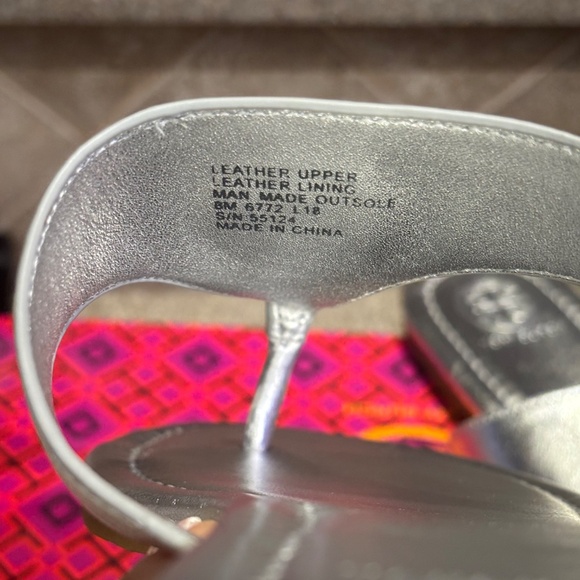 LEATHER UPPER
LEATHER LINING
MAN MADE OUTSOLE
8M 6772 L18
S/N 55124
MADE IN CHINA